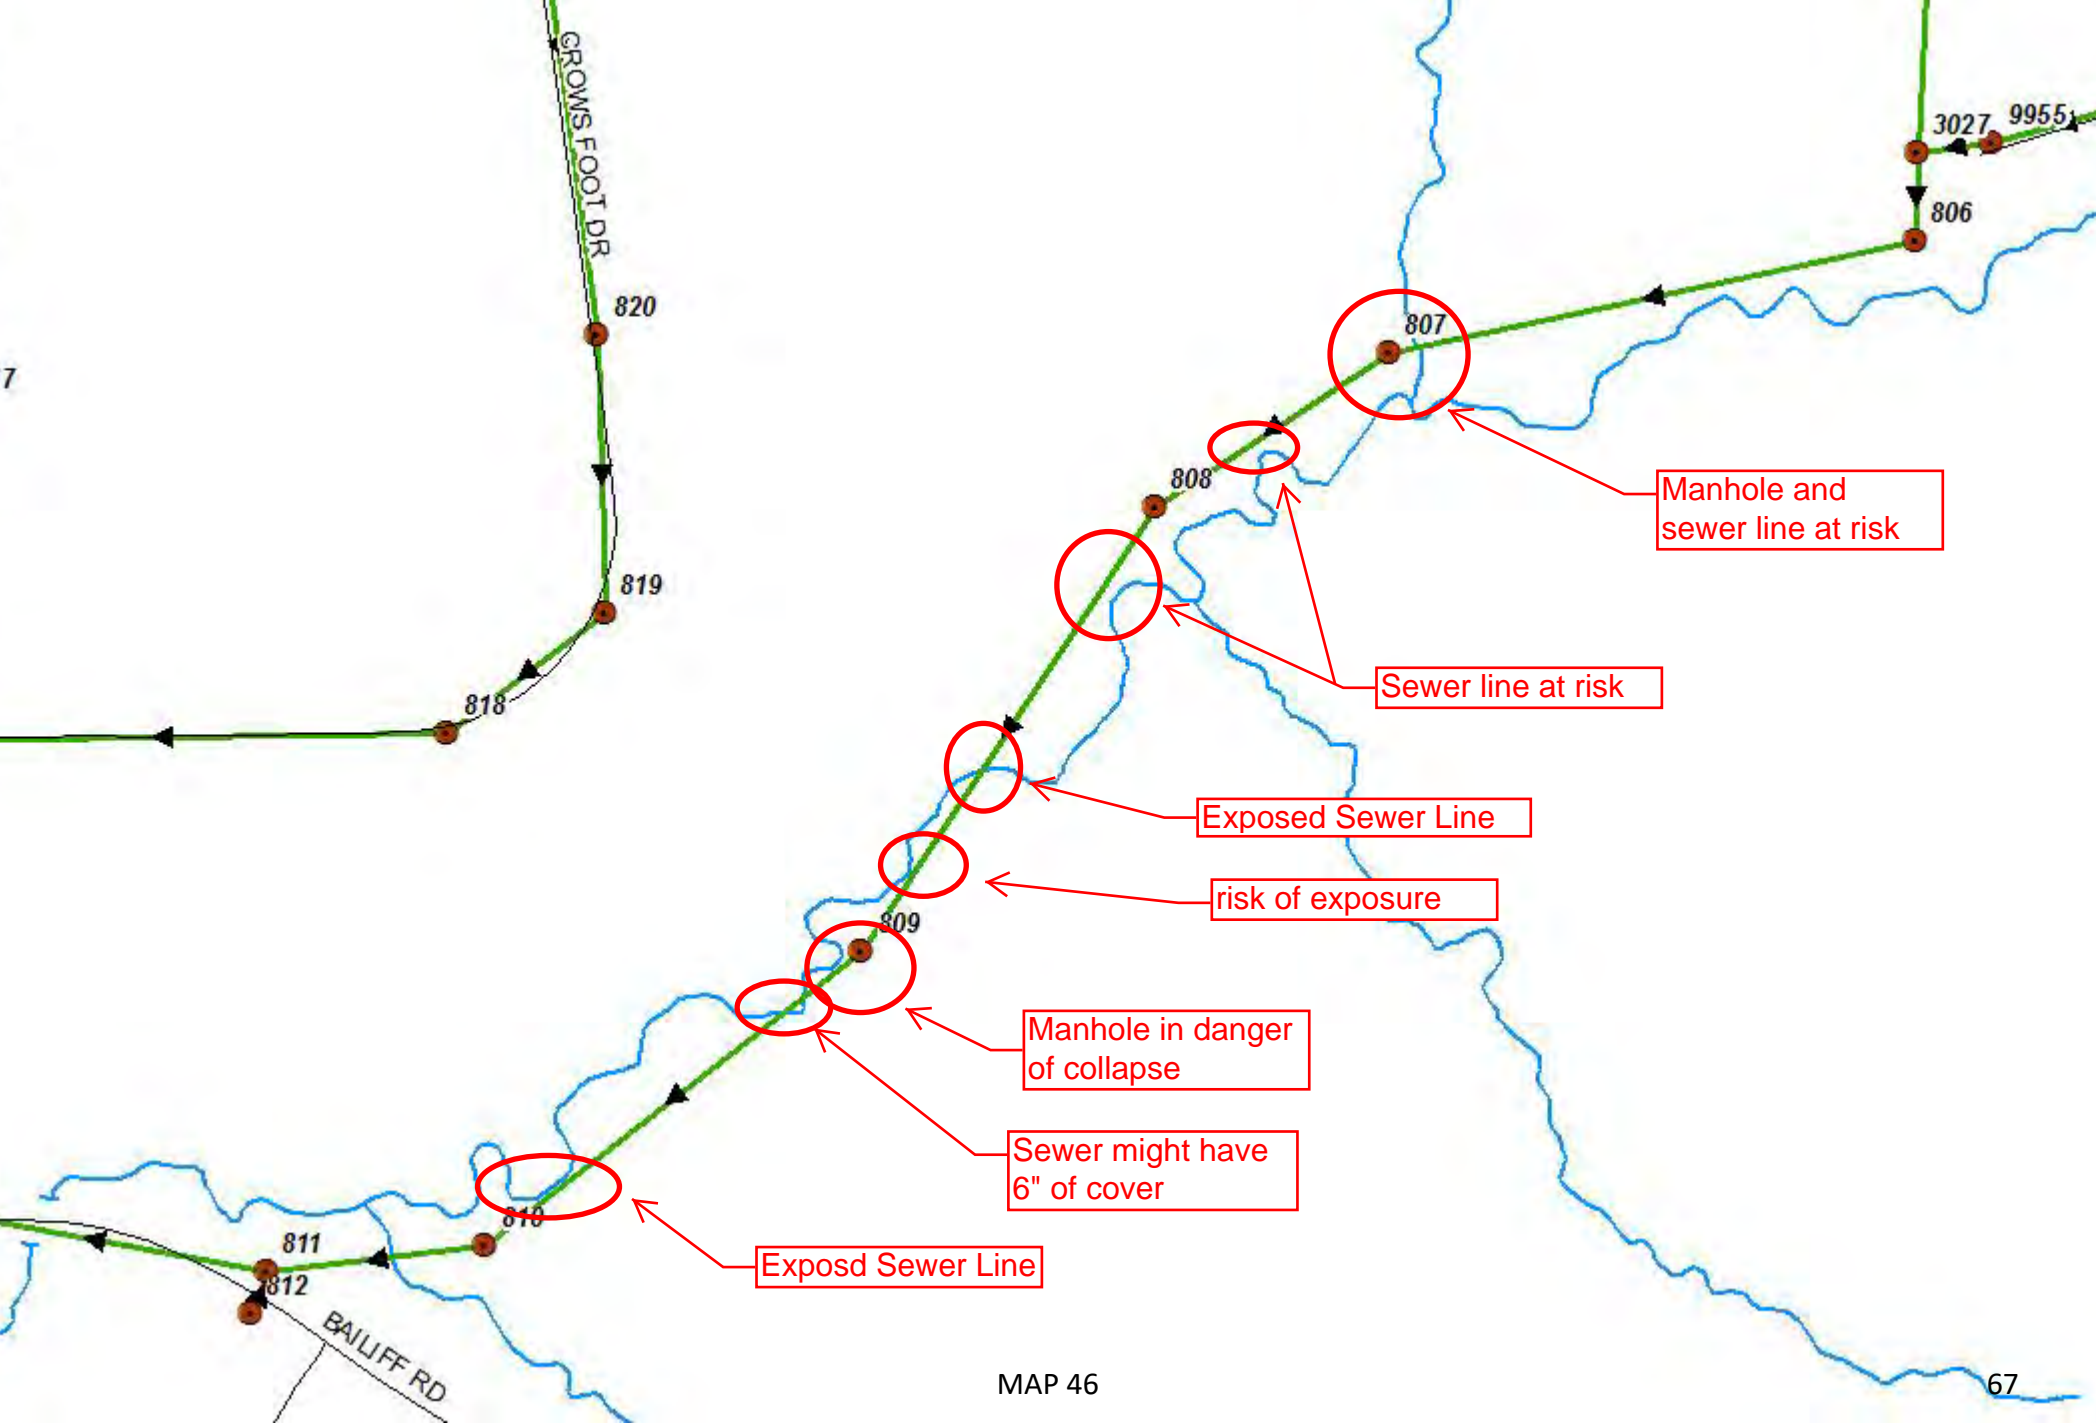 CROWS FOOT DR
3027
9955
806
820
807
7
808
Manhole and
sewer line at risk
819
Sewer line at risk
818
Exposed Sewer Line
risk of exposure
809
Manhole in danger
of collapse
Sewer might have
6" of cover
810
811
Exposd Sewer Line
812
BAILIFF RD
MAP 46
67